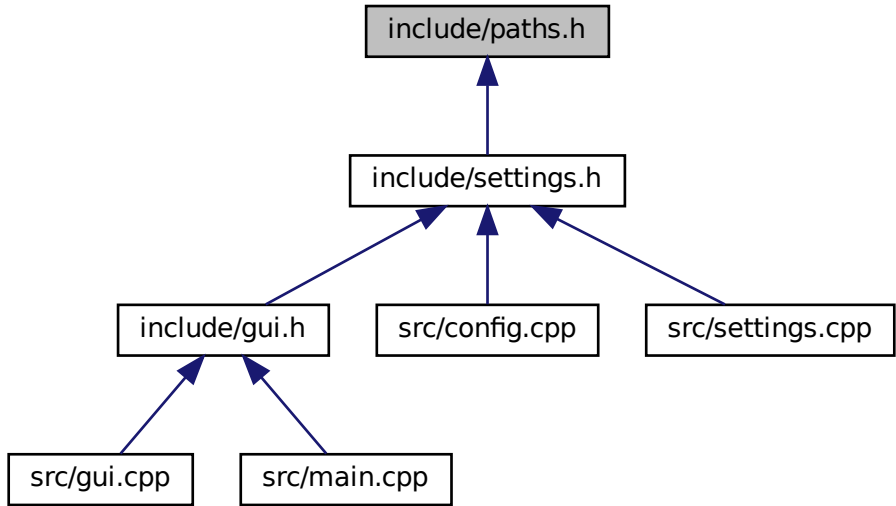 include/paths.h
include/settings.h
include/gui.h
src/config.cpp
src/settings.cpp
src/gui.cpp
src/main.cpp